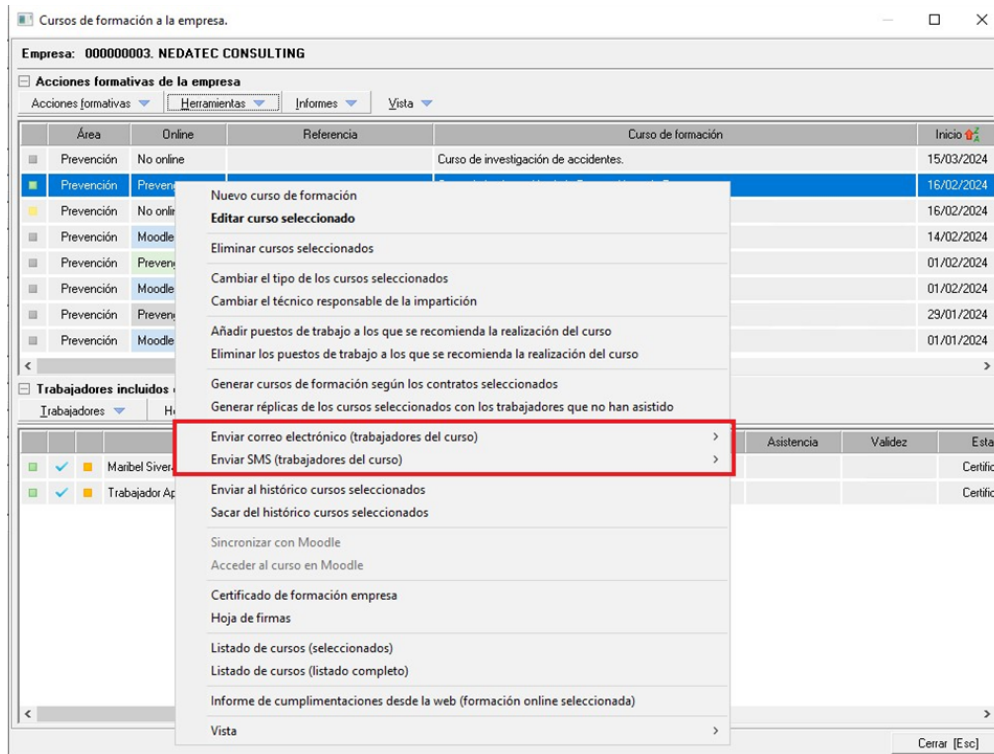 Cursos de formación a la empresa.
Empresa: 000000003. NEDATEC CONSULTING
Acciones formativas de la empresa
Acciones formativas Herramientas Informes Vista
Área Online Referencia Curso de formación Inicio
Prevención No online Curso de investigación de accidentes. 15/03/2024
Prevención 16/02/2024
Prevención 16/02/2024
Prevención Moodle 14/02/2024
Prevención 01/02/2024
Prevención Moodle 01/02/2024
Prevención 29/01/2024
Prevención Moodle 01/01/2024
Trabajadores incluidos
Trabajadores
Asistencia Validez
Maribel
Trabajador
Nuevo curso de formación
Editar curso seleccionado
Eliminar cursos seleccionados
Cambiar el tipo de los cursos seleccionados
Cambiar el técnico responsable de la impartición
Añadir puestos de trabajo a los que se recomienda la realización del curso
Eliminar los puestos de trabajo a los que se recomienda la realización del curso
Generar cursos de formación según los contratos seleccionados
Generar réplicas de los cursos seleccionados con los trabajadores que no han asistido
Enviar correo electrónico (trabajadores del curso)
Enviar SMS (trabajadores del curso)
Enviar al histórico cursos seleccionados
Sacar del histórico cursos seleccionados
Sincronizar con Moodle
Acceder al curso en Moodle
Certificado de formación empresa
Hoja de firmas
Listado de cursos (seleccionados)
Listado de cursos (listado completo)
Informe de cumplimentaciones desde la web (formación online seleccionada)
Vista
Cerrar [Esc]